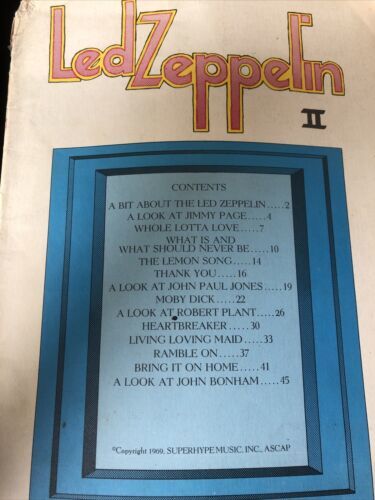 Led Zeppelin
II
CONTENTS
A BIT ABOUT THE LED ZEPPELIN.....2
A LOOK AT JIMMY PAGE.....4
WHOLE LOTTA LOVE.....7
WHAT IS AND
WHAT SHOULD NEVER BE.....10
THE LEMON SONG.....14
THANK YOU.....16
A LOOK AT JOHN PAUL JONES.....19
MOBY DICK.....22
A LOOK AT ROBERT PLANT.....26
HEARTBREAKER.....30
LIVING LOVING MAID.....33
RAMBLE ON.....37
BRING IT ON HOME.....41
A LOOK AT JOHN BONHAM.....45
©Copyright 1969, SUPERHYPE MUSIC, INC., ASCAP